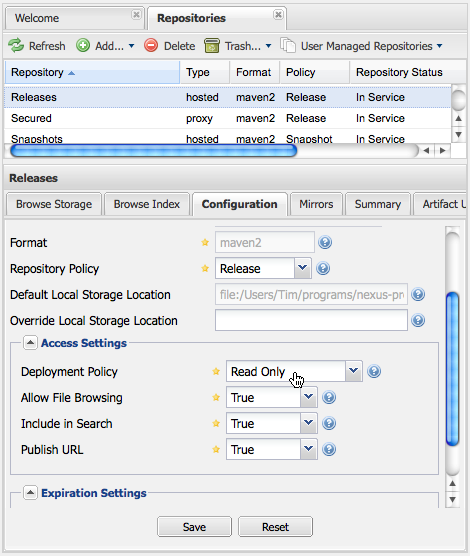 Welcome Repositories
Refresh Add... Delete Trash... User Managed Repositories
Repository Type Format Policy Repository Status
Releases hosted maven2 Release In Service
Secured proxy maven2 Release In Service
Snapshots hosted maven2 Snapshot In Service
Releases
Browse Storage Browse Index Configuration Mirrors Summary Artifact U
Format maven2
Repository Policy Release
Default Local Storage Location file:/Users/Tim/programs/nexus-pr
Override Local Storage Location
Access Settings
Deployment Policy Read Only
Allow File Browsing True
Include in Search True
Publish URL True
Expiration Settings
Save Reset